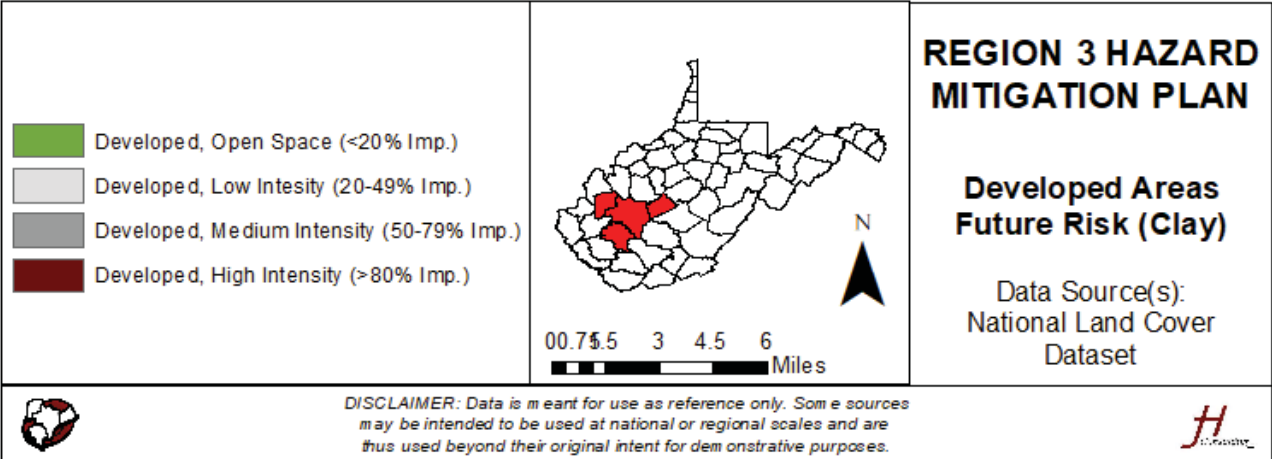 Developed, Open Space (<20% Imp.)
Developed, Low Intesity (20-49% Imp.)
Developed, Medium Intensity (50-79% Imp.)
Developed, High Intensity (>80% Imp.)
N
00.751.5 3 4.5 6
Miles
REGION 3 HAZARD
MITIGATION PLAN
Developed Areas
Future Risk (Clay)
Data Source(s):
National Land Cover
Dataset
DISCLAIMER: Data is meant for use as reference only. Some sources
may be intended to be used at national or regional scales and are
thus used beyond their original intent for demonstrative purposes.
JH